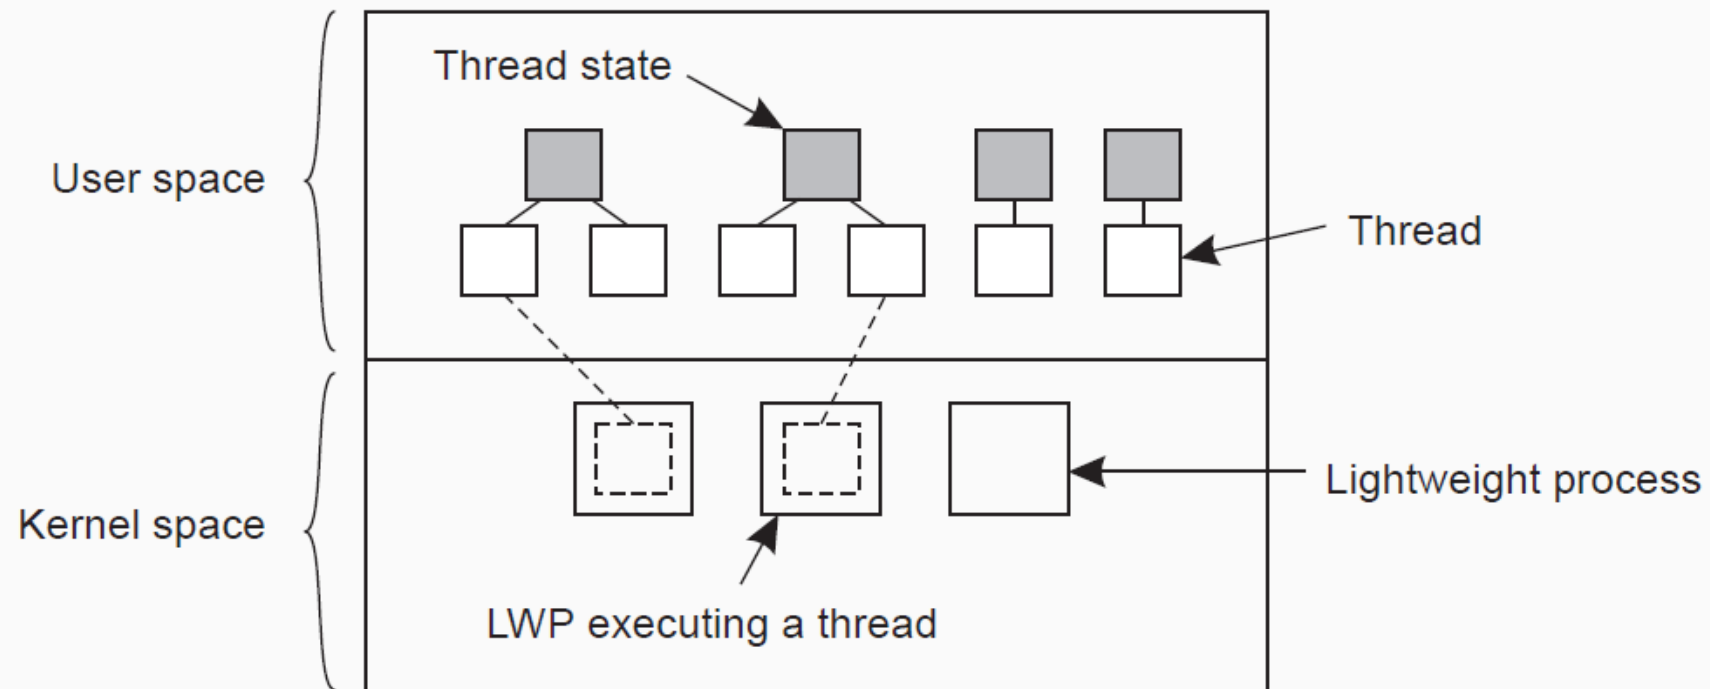 Thread state
User space
Thread
Lightweight process
Kernel space
LWP executing a thread